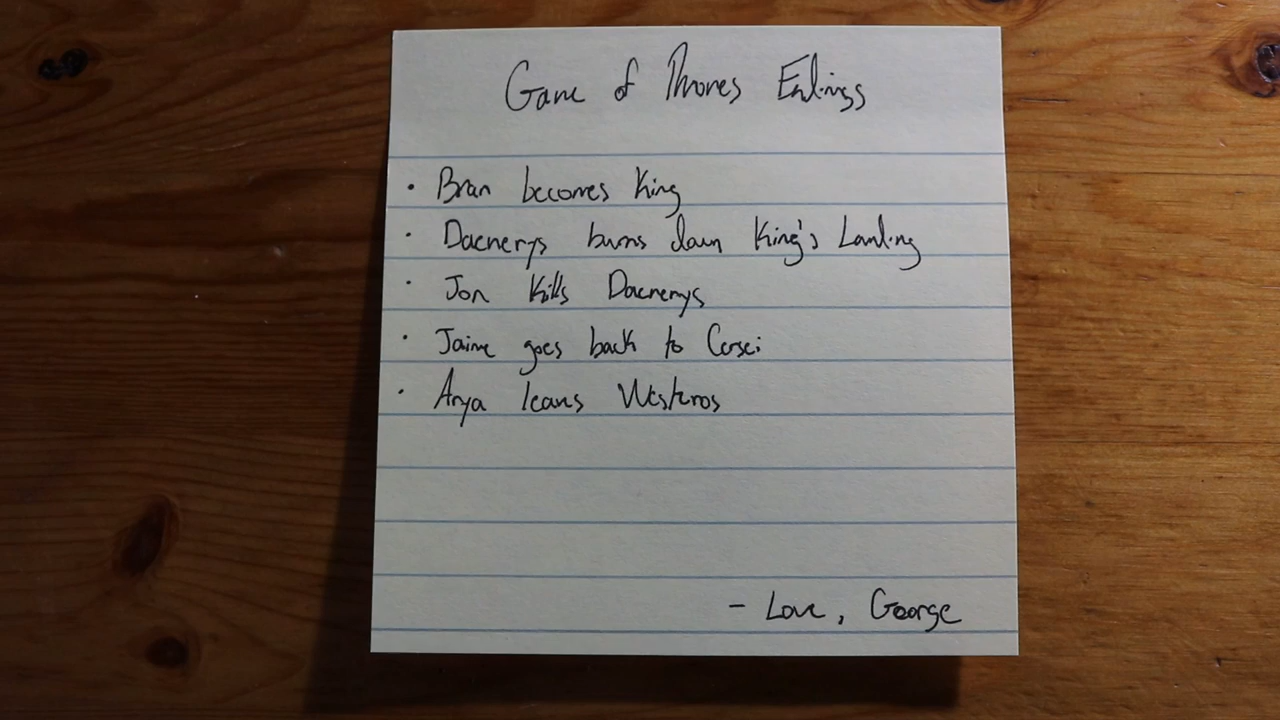 Game of Thrones Endings
· Bran becomes King
· Daenerys burns down King's Landing
· Jon kills Daenerys
· Jaime goes back to Cersei
· Arya leaves Westeros
- Love, George